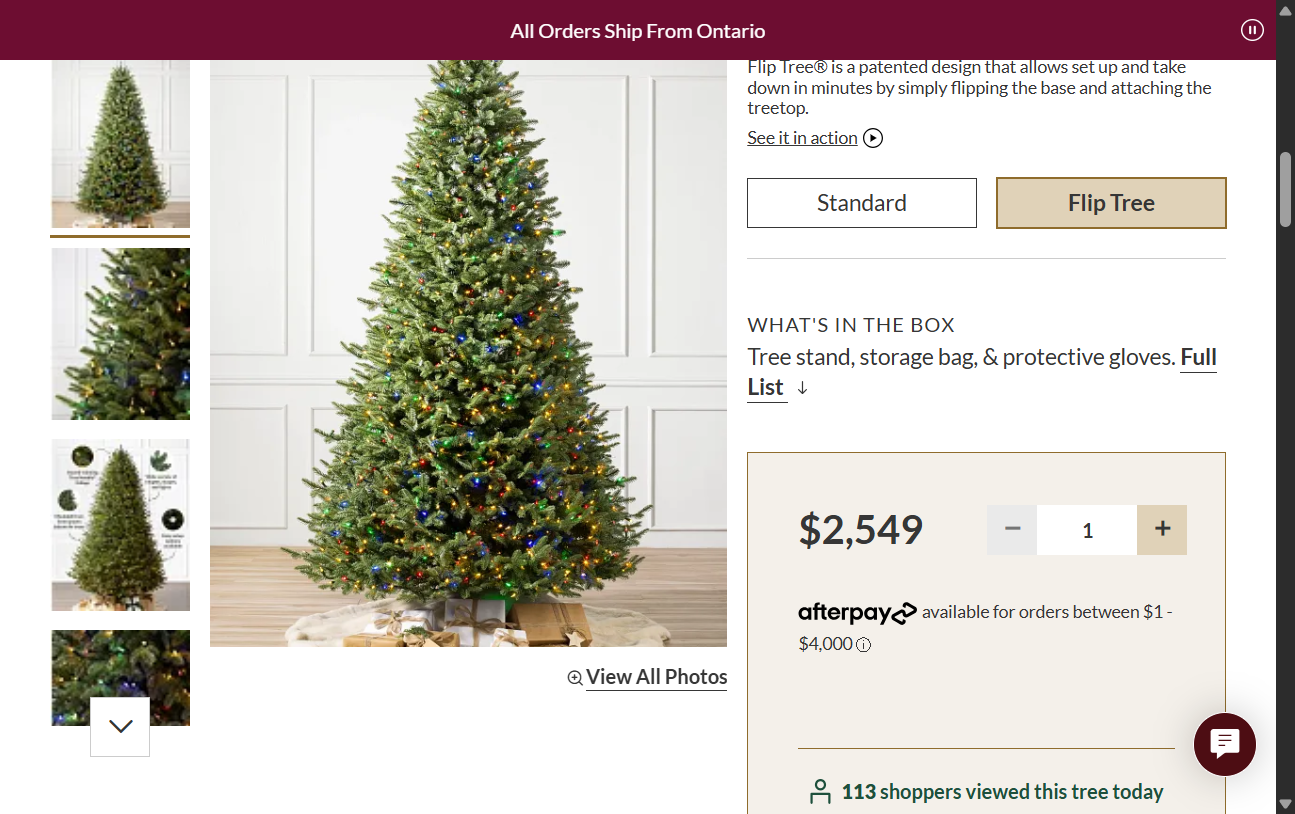 All Orders Ship From Ontario
Flip Tree® is a patented design that allows set up and take
down in minutes by simply flipping the base and attaching the
treetop.
See it in action
Standard
Flip Tree
WHAT'S IN THE BOX
Tree stand, storage bag, & protective gloves. Full
List ↓
$2,549
− 1 +
afterpay available for orders between $1 -
$4,000
View All Photos
113 shoppers viewed this tree today